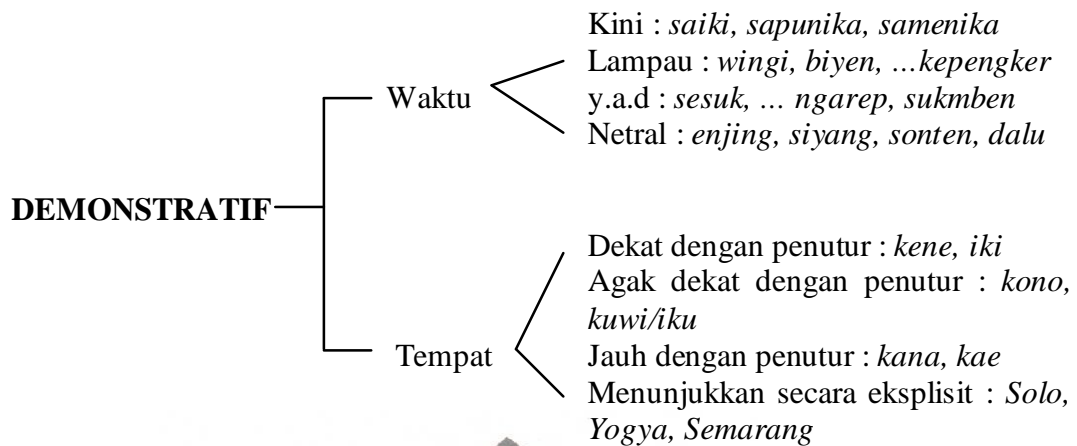 Kini : saiki, sapunika, samenika
Lampau : wingi, biyen, ...kepengker
Waktu
y.a.d : sesuk, ... ngarep, sukmben
Netral : enjing, siyang, sonten, dalu
DEMONSTRATIF
Dekat dengan penutur : kene, iki
Agak dekat dengan penutur : kono,
kuwi/iku
Tempat
Jauh dengan penutur : kana, kae
Menunjukkan secara eksplisit : Solo,
Yogya, Semarang